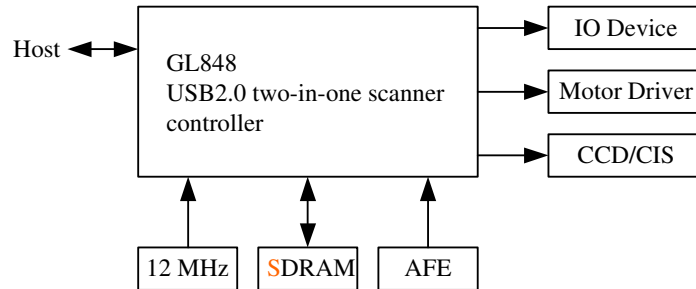 Host
GL848
USB2.0 two-in-one scanner
controller
IO Device
Motor Driver
CCD/CIS
12 MHz
SDRAM
AFE